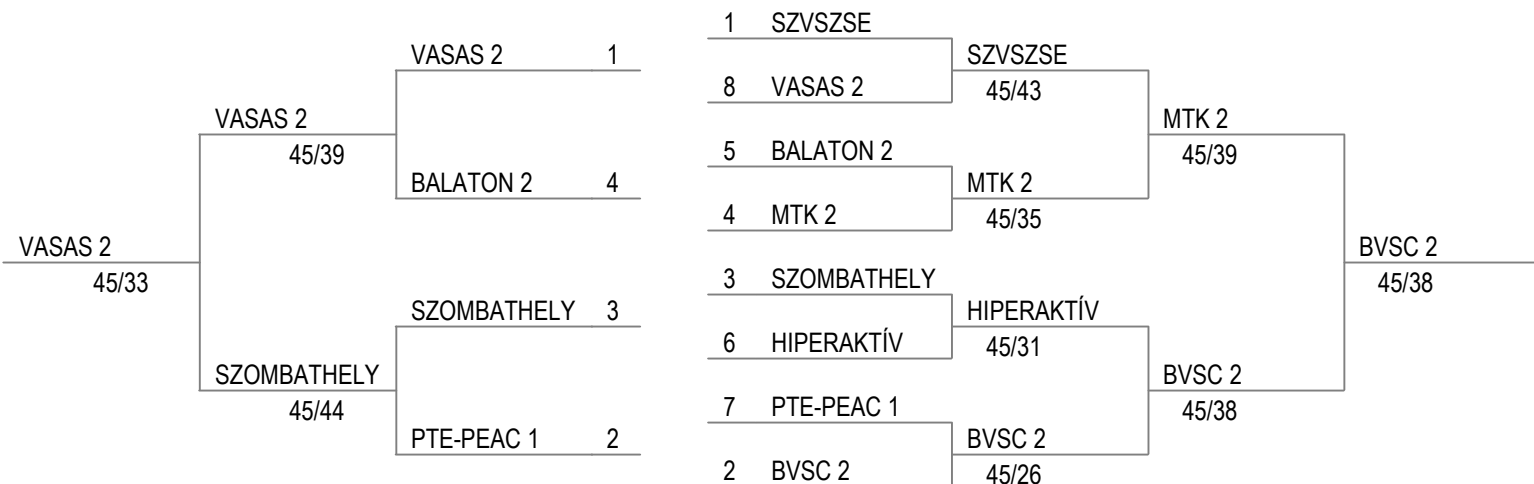 1 SZVSZSE
VASAS 2 1
SZVSZSE
45/43
8 VASAS 2
VASAS 2
45/39
MTK 2
45/39
5 BALATON 2
BALATON 2 4
MTK 2
45/35
4 MTK 2
VASAS 2
45/33
BVSC 2
45/38
3 SZOMBATHELY
SZOMBATHELY 3
HIPERAKTÍV
45/31
6 HIPERAKTÍV
SZOMBATHELY
45/44
BVSC 2
45/38
7 PTE-PEAC 1
PTE-PEAC 1 2
BVSC 2
45/26
2 BVSC 2